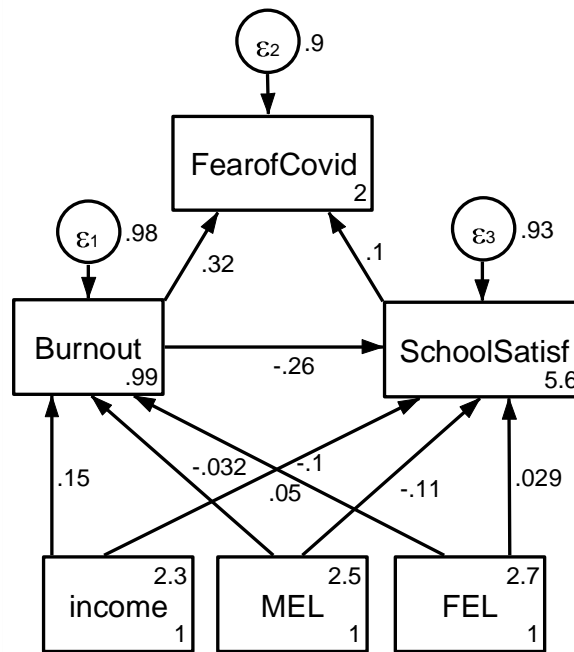 ε2 .9
FearofCovid
2
ε1 .98
ε3 .93
.32 .1
Burnout
.99
-.26
SchoolSatisf
5.6
.15 -.032 -.1 .05 -.11 .029
income
2.3
1
MEL
2.5
1
FEL
2.7
1